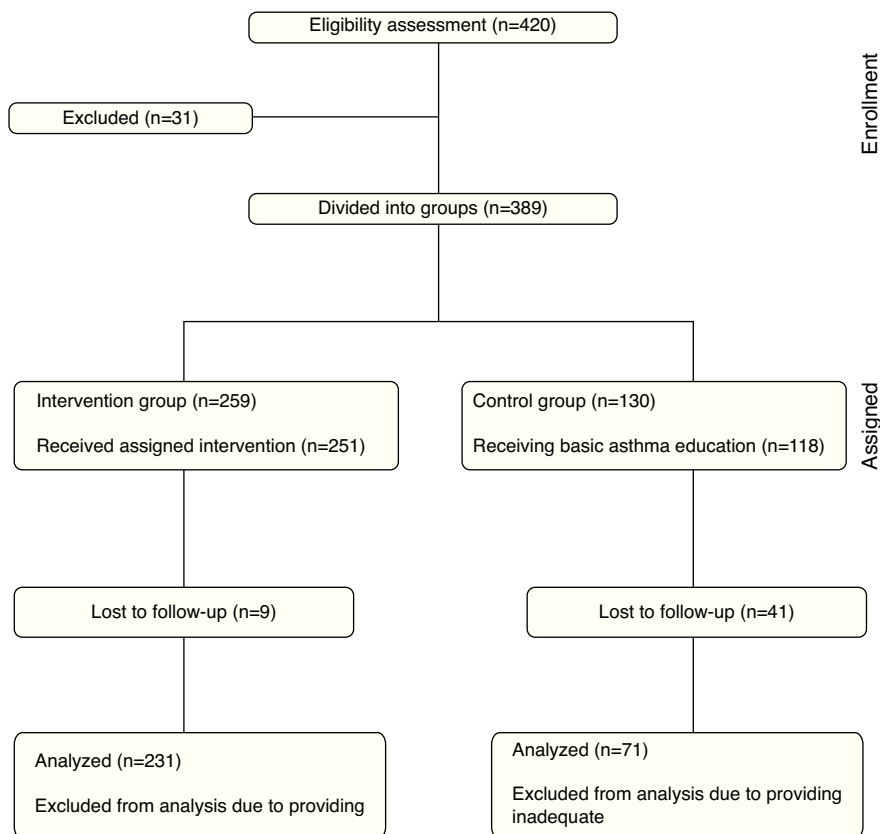 Eligibility assessment (n=420)
Enrollment
Excluded (n=31)
Divided into groups (n=389)
Intervention group (n=259)
Received assigned intervention (n=251)
Control group (n=130)
Receiving basic asthma education (n=118)
Assigned
Lost to follow-up (n=9)
Lost to follow-up (n=41)
Analyzed (n=231)
Excluded from analysis due to providing
Analyzed (n=71)
Excluded from analysis due to providing
inadequate